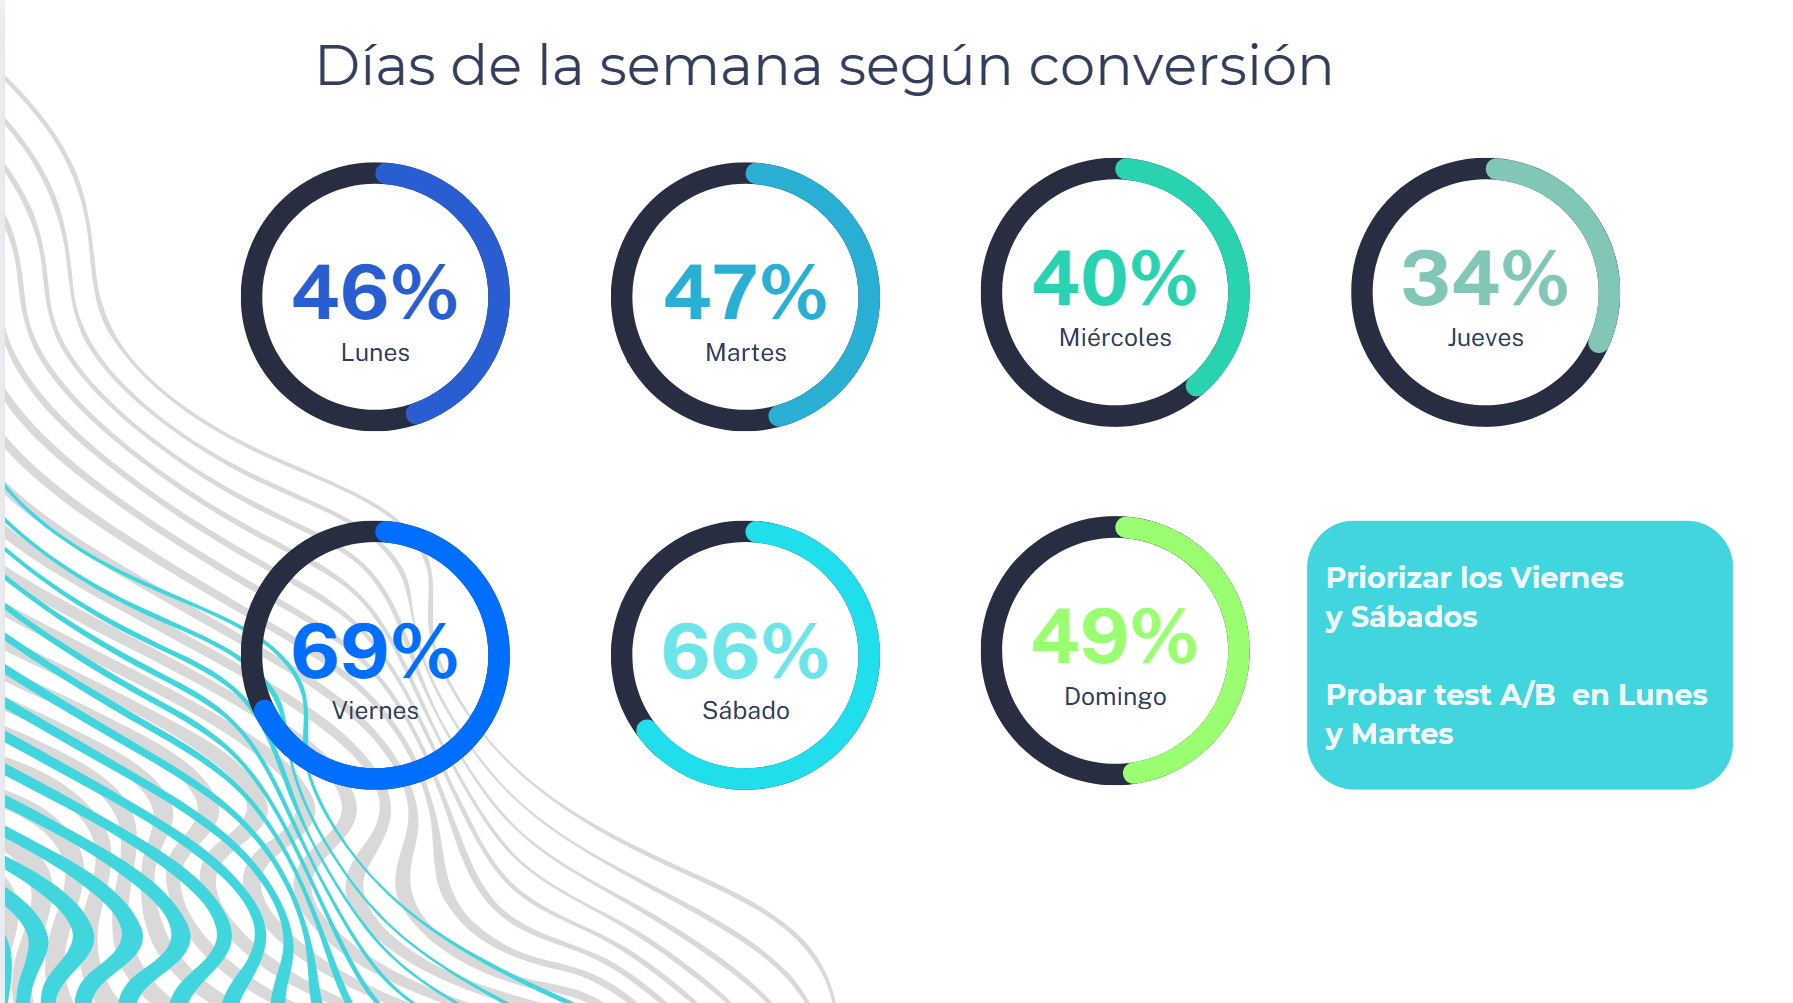 Días de la semana según conversión
46%
Lunes
47%
Martes
40%
Miércoles
34%
Jueves
69%
Viernes
66%
Sábado
49%
Domingo
Priorizar los Viernes
y Sábados
Probar test A/B  en Lunes
y Martes